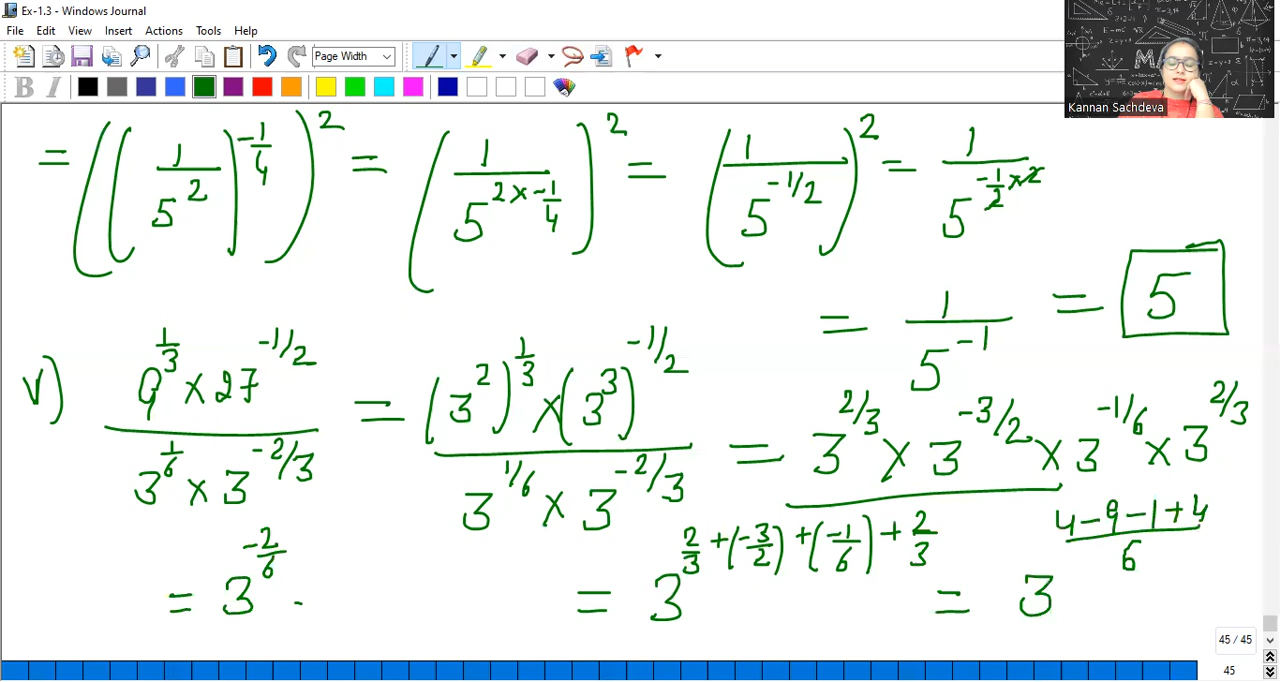 Ex-1.3 - Windows Journal
File Edit View Insert Actions Tools Help
Page Width
B I
Kannan Sachdeva
= ((1/5^2)^(-1/4))^2 = (1/5^(2×-1/4))^2 = (1/5^(-1/2))^2 = 1/5^(-1/2×2)
= 1/5^(-1) = 5
v) (9^(1/3) × 27^(-1/2))/(3^(1/6) × 3^(-2/3)) = ((3^2)^(1/3) × (3^3)^(-1/2))/(3^(1/6) × 3^(-2/3)) = 3^(2/3) × 3^(-3/2) × 3^(-1/6) × 3^(2/3)
= 3^(2/3+(-3/2)+(-1/6)+2/3) = 3^((4-9-1+4)/6)
= 3^(-2/6)
45 / 45
45